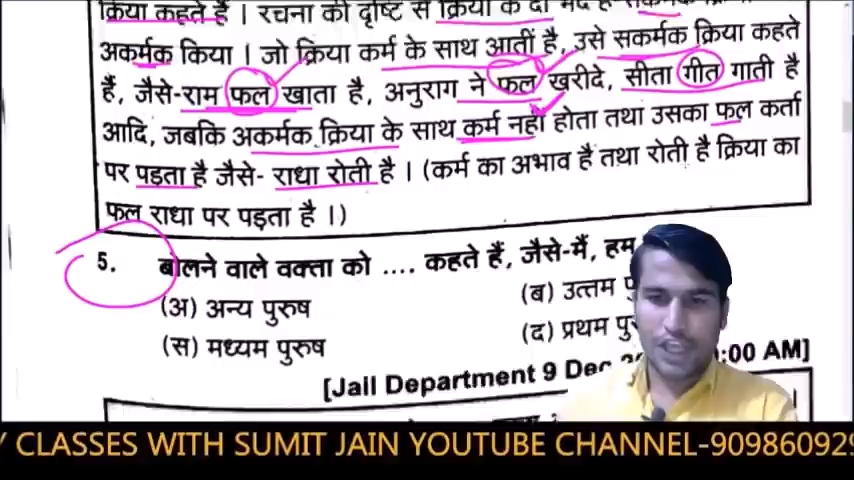 क्रिया कहते हैं । रचना की दृष्टि से क्रिया के दो भेद
अकर्मक किया । जो क्रिया कर्म के साथ आतीं है, उसे सकर्मक क्रिया कहते
हैं, जैसे-राम फल खाता है, अनुराग ने फल खरीदे, सीता गीत गाती है
आदि, जबकि अकर्मक क्रिया के साथ कर्म नहीं होता तथा उसका फल कर्ता
पर पड़ता है जैसे- राधा रोती है । (कर्म का अभाव है तथा रोती है क्रिया का
फल राधा पर पड़ता है ।)
5. बोलने वाले वक्ता को .... कहते हैं, जैसे-मैं, हम
(अ) अन्य पुरुष (ब) उत्तम
(स) मध्यम पुरुष (द) प्रथम
[Jail Department 9 Dec :00 AM]
CLASSES WITH SUMIT JAIN YOUTUBE CHANNEL-909860929